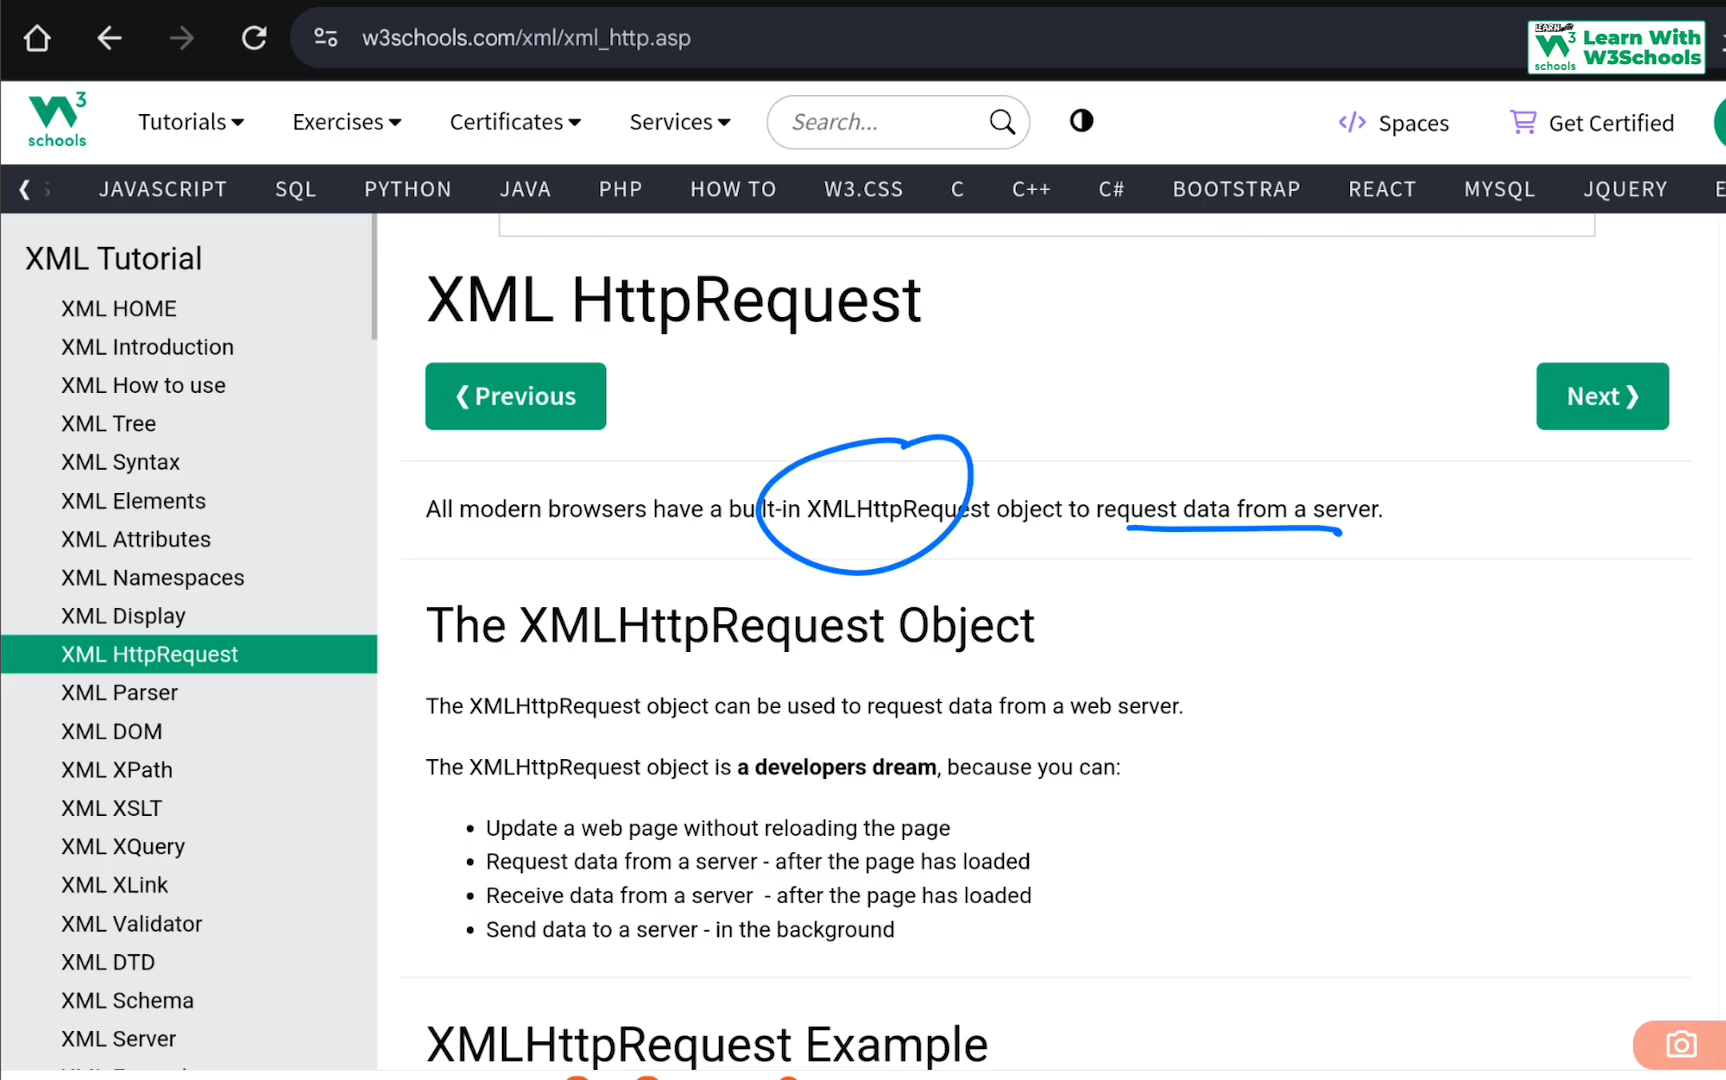 w3schools.com/xml/xml_http.asp
LEARN
W3 schools
Learn With
W3Schools
W3 schools
Tutorials
Exercises
Certificates
Services
Search...
Spaces
Get Certified
JAVASCRIPT SQL PYTHON JAVA PHP HOW TO W3.CSS C C++ C# BOOTSTRAP REACT MYSQL JQUERY
XML Tutorial
XML HOME
XML Introduction
XML How to use
XML Tree
XML Syntax
XML Elements
XML Attributes
XML Namespaces
XML Display
XML HttpRequest
XML Parser
XML DOM
XML XPath
XML XSLT
XML XQuery
XML XLink
XML Validator
XML DTD
XML Schema
XML Server
XML HttpRequest
❮ Previous
Next ❯
All modern browsers have a built-in XMLHttpRequest object to request data from a server.
The XMLHttpRequest Object
The XMLHttpRequest object can be used to request data from a web server.
The XMLHttpRequest object is a developers dream, because you can:
• Update a web page without reloading the page
• Request data from a server - after the page has loaded
• Receive data from a server - after the page has loaded
• Send data to a server - in the background
XMLHttpRequest Example